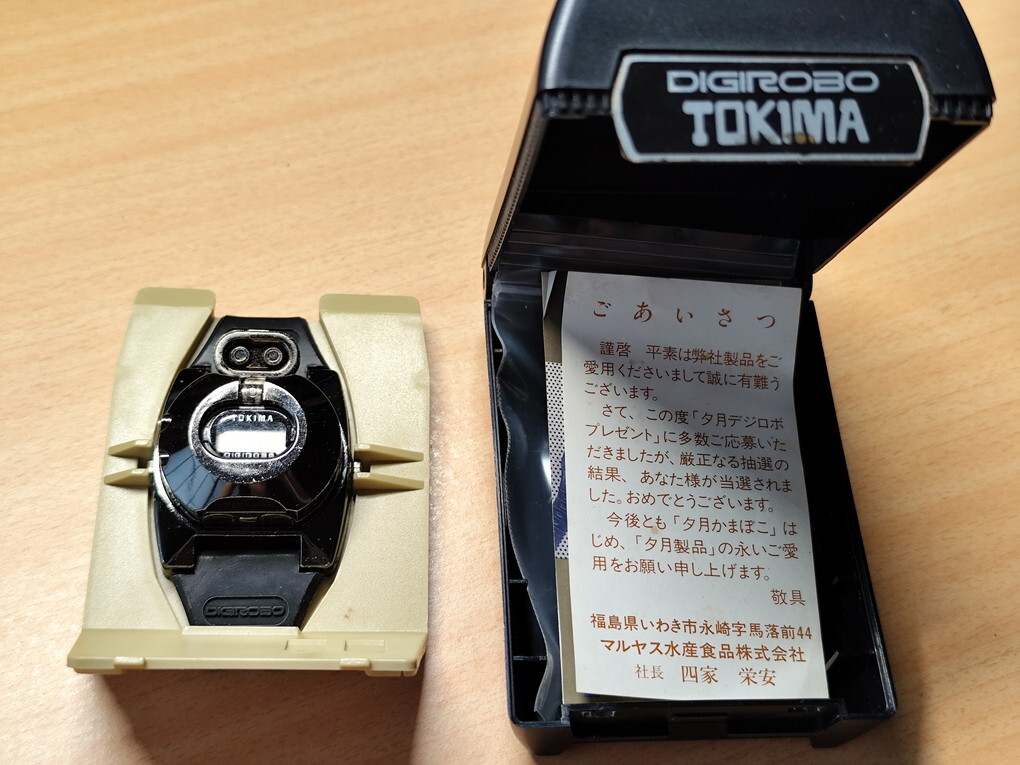 DIGIROBO
TOKIMA
ごあいさつ
謹啓 平素は弊社製品をご
愛用くださいまして誠に有難う
ございます。
さて、この度「夕月デジロボ
プレゼント」に多数ご応募いた
だきましたが、厳正なる抽選の
結果、あなた様が当選されま
した。おめでとうございます。
今後とも「夕月かまぼこ」は
じめ、「夕月製品」の永いご愛
用をお願い申し上げます。
敬具
福島県いわき市永崎字馬落前44
マルヤス水産食品株式会社
社長 四家 栄安
TOKIMA
DIGIROBO
DIGIROBO